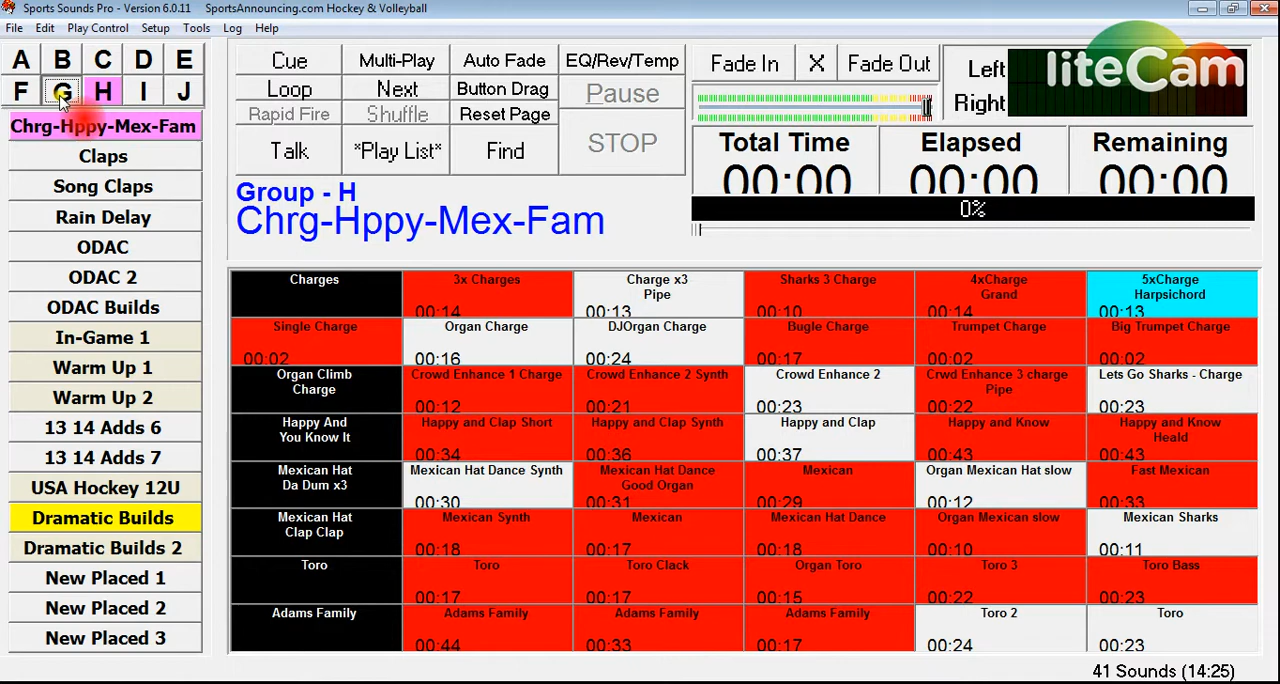 Sports Sounds Pro - Version 6.0.11 SportsAnnouncing.com Hockey & Volleyball
File Edit Play Control Setup Tools Log Help
A B C D E
F G H I J
Chrg-Hppy-Mex-Fam
Claps
Song Claps
Rain Delay
ODAC
ODAC 2
ODAC Builds
In-Game 1
Warm Up 1
Warm Up 2
13 14 Adds 6
13 14 Adds 7
USA Hockey 12U
Dramatic Builds
Dramatic Builds 2
New Placed 1
New Placed 2
New Placed 3
Cue Multi-Play Auto Fade EQ/Rev/Temp
Loop Next Button Drag Pause
Rapid Fire Shuffle Reset Page
Talk *Play List* Find STOP
Fade In X Fade Out
Left
Right
liteCam
Total Time Elapsed Remaining
00:00 00:00 00:00
0%
Group - H
Chrg-Hppy-Mex-Fam
Charges
3x Charges
00:14
Charge x3
Pipe
00:13
Sharks 3 Charge
00:10
4xCharge
Grand
00:14
5xCharge
Harpsichord
00:13
Single Charge
00:02
Organ Charge
00:16
DJOrgan Charge
00:24
Bugle Charge
00:17
Trumpet Charge
00:02
Big Trumpet Charge
00:02
Organ Climb
Charge
Crowd Enhance 1 Charge
00:12
Crowd Enhance 2 Synth
00:21
Crowd Enhance 2
00:23
Crwd Enhance 3 charge
Pipe
00:22
Lets Go Sharks - Charge
00:23
Happy And
You Know It
Happy and Clap Short
00:34
Happy and Clap Synth
00:36
Happy and Clap
00:37
Happy and Know
00:43
Happy and Know
Heald
00:43
Mexican Hat
Da Dum x3
Mexican Hat Dance Synth
00:30
Mexican Hat Dance
Good Organ
00:31
Mexican
00:29
Organ Mexican Hat slow
00:12
Fast Mexican
00:33
Mexican Hat
Clap Clap
Mexican Synth
00:18
Mexican
00:17
Mexican Hat Dance
00:18
Organ Mexican slow
00:10
Mexican Sharks
00:11
Toro
Toro
00:17
Toro Clack
00:17
Organ Toro
00:15
Toro 3
00:22
Toro Bass
00:23
Adams Family
Adams Family
00:44
Adams Family
00:33
Adams Family
00:17
Toro 2
00:24
Toro
00:23
41 Sounds (14:25)